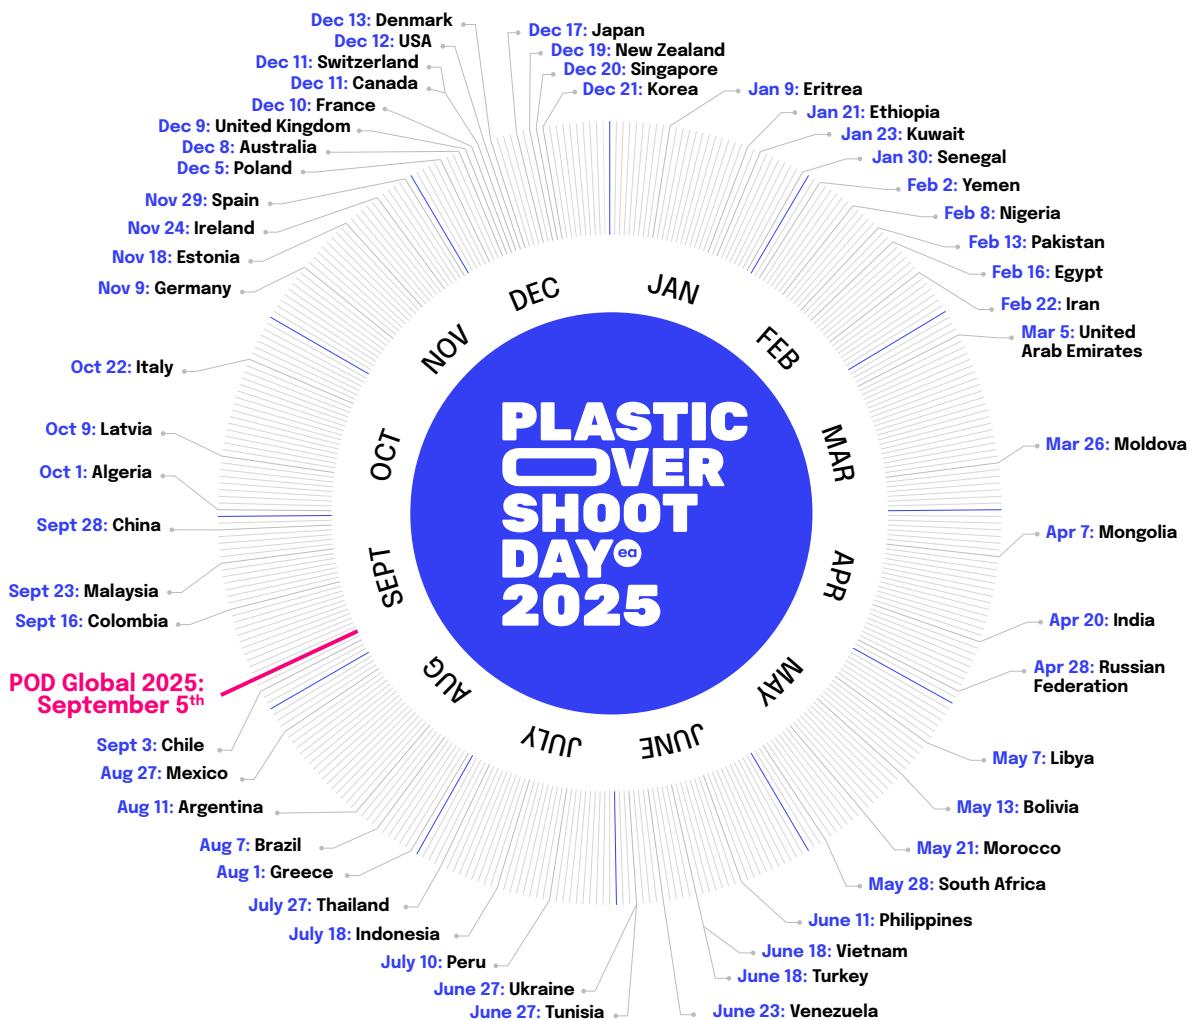 Dec 17: Japan
Dec 19: New Zealand
Dec 20: Singapore
Dec 21: Korea
Jan 9: Eritrea
Jan 21: Ethiopia
Jan 23: Kuwait
Jan 30: Senegal
Feb 2: Yemen
Feb 8: Nigeria
Feb 13: Pakistan
Feb 16: Egypt
Feb 22: Iran
Mar 5: United
Arab Emirates
Mar 26: Moldova
Apr 7: Mongolia
Apr 20: India
Apr 28: Russian
Federation
May 7: Libya
May 13: Bolivia
May 21: Morocco
May 28: South Africa
June 11: Philippines
June 18: Vietnam
June 18: Turkey
June 23: Venezuela
June 27: Tunisia
June 27: Ukraine
July 10: Peru
July 18: Indonesia
July 27: Thailand
Aug 1: Greece
Aug 7: Brazil
Aug 11: Argentina
Aug 27: Mexico
Sept 3: Chile
POD Global 2025:
September 5th
Sept 16: Colombia
Sept 23: Malaysia
Sept 28: China
Oct 1: Algeria
Oct 9: Latvia
Oct 22: Italy
Nov 9: Germany
Nov 18: Estonia
Nov 24: Ireland
Nov 29: Spain
Dec 5: Poland
Dec 8: Australia
Dec 9: United Kingdom
Dec 10: France
Dec 11: Canada
Dec 11: Switzerland
Dec 12: USA
Dec 13: Denmark
JAN
FEB
MAR
APR
MAY
JUNE
JULY
AUG
SEPT
OCT
NOV
DEC
PLASTIC
OVER
SHOOT
DAY ea
2025